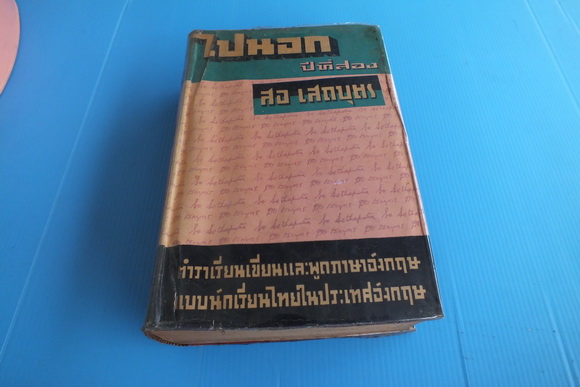 ไปนอก
ปีที่สอง
สอ เสถบุตร
ตำราเรียนเขียนและพูดภาษาอังกฤษ
แบบนักเรียนไทยในประเทศอังกฤษ